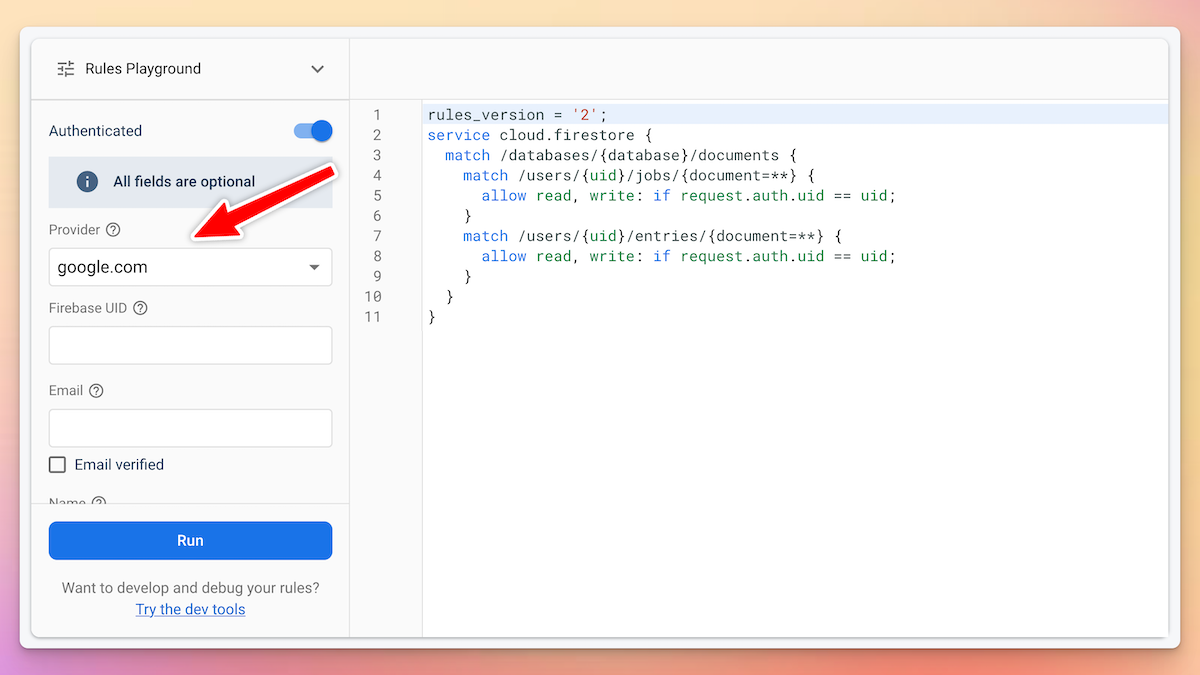 Rules Playground
Authenticated
All fields are optional
Provider
google.com
Firebase UID
Email
Email verified
Name
Run
Want to develop and debug your rules?
Try the dev tools
1 rules_version = '2';
2 service cloud.firestore {
3   match /databases/{database}/documents {
4     match /users/{uid}/jobs/{document=**} {
5       allow read, write: if request.auth.uid == uid;
6     }
7     match /users/{uid}/entries/{document=**} {
8       allow read, write: if request.auth.uid == uid;
9     }
10   }
11 }